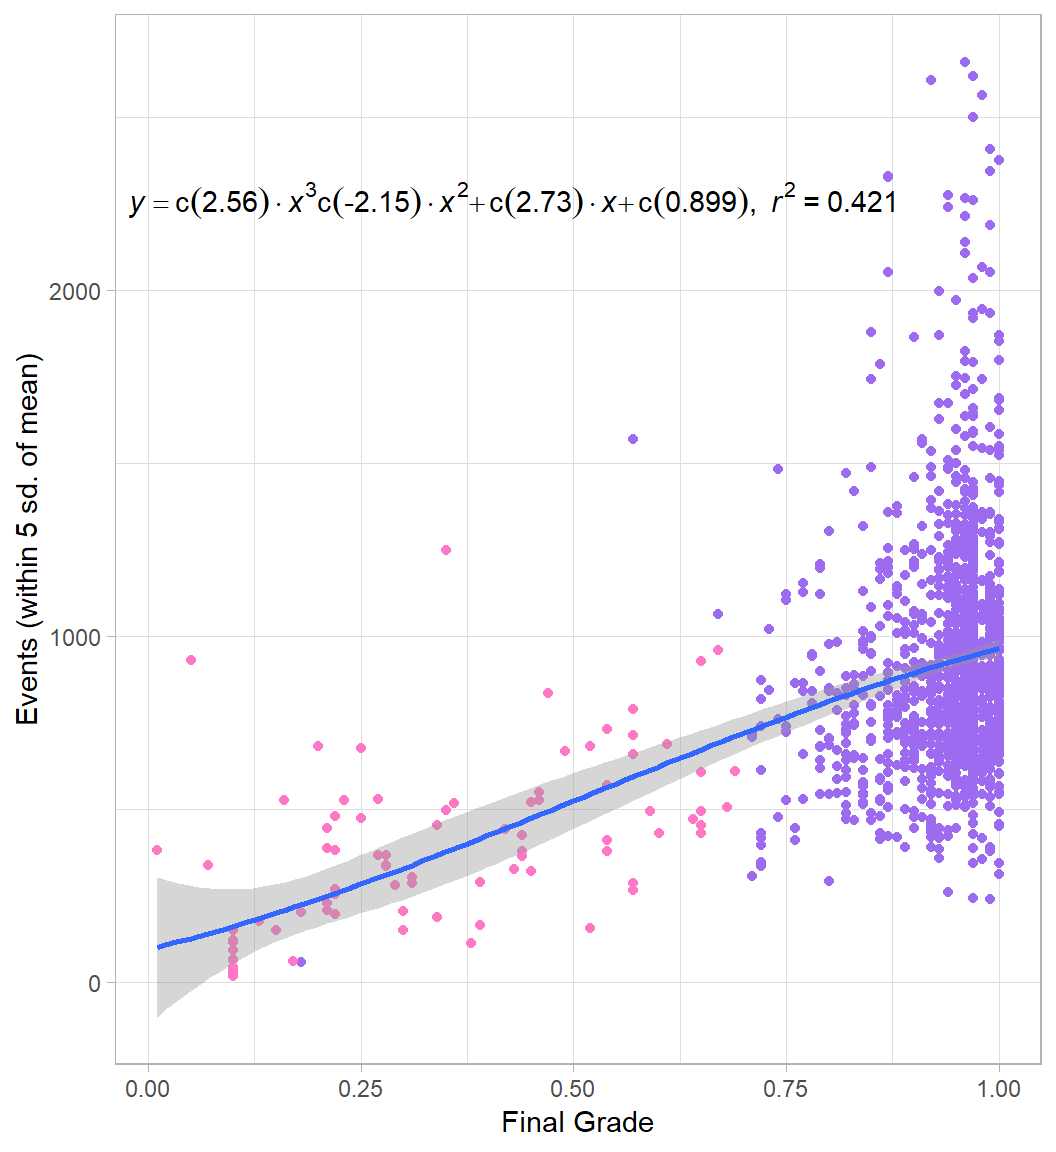 y = c(2.56) · x³c(-2.15) · x²+c(2.73) · x+c(0.899), r² = 0.421
Events (within 5 sd. of mean)
2000
1000
0
0.00 0.25 0.50 0.75 1.00
Final Grade